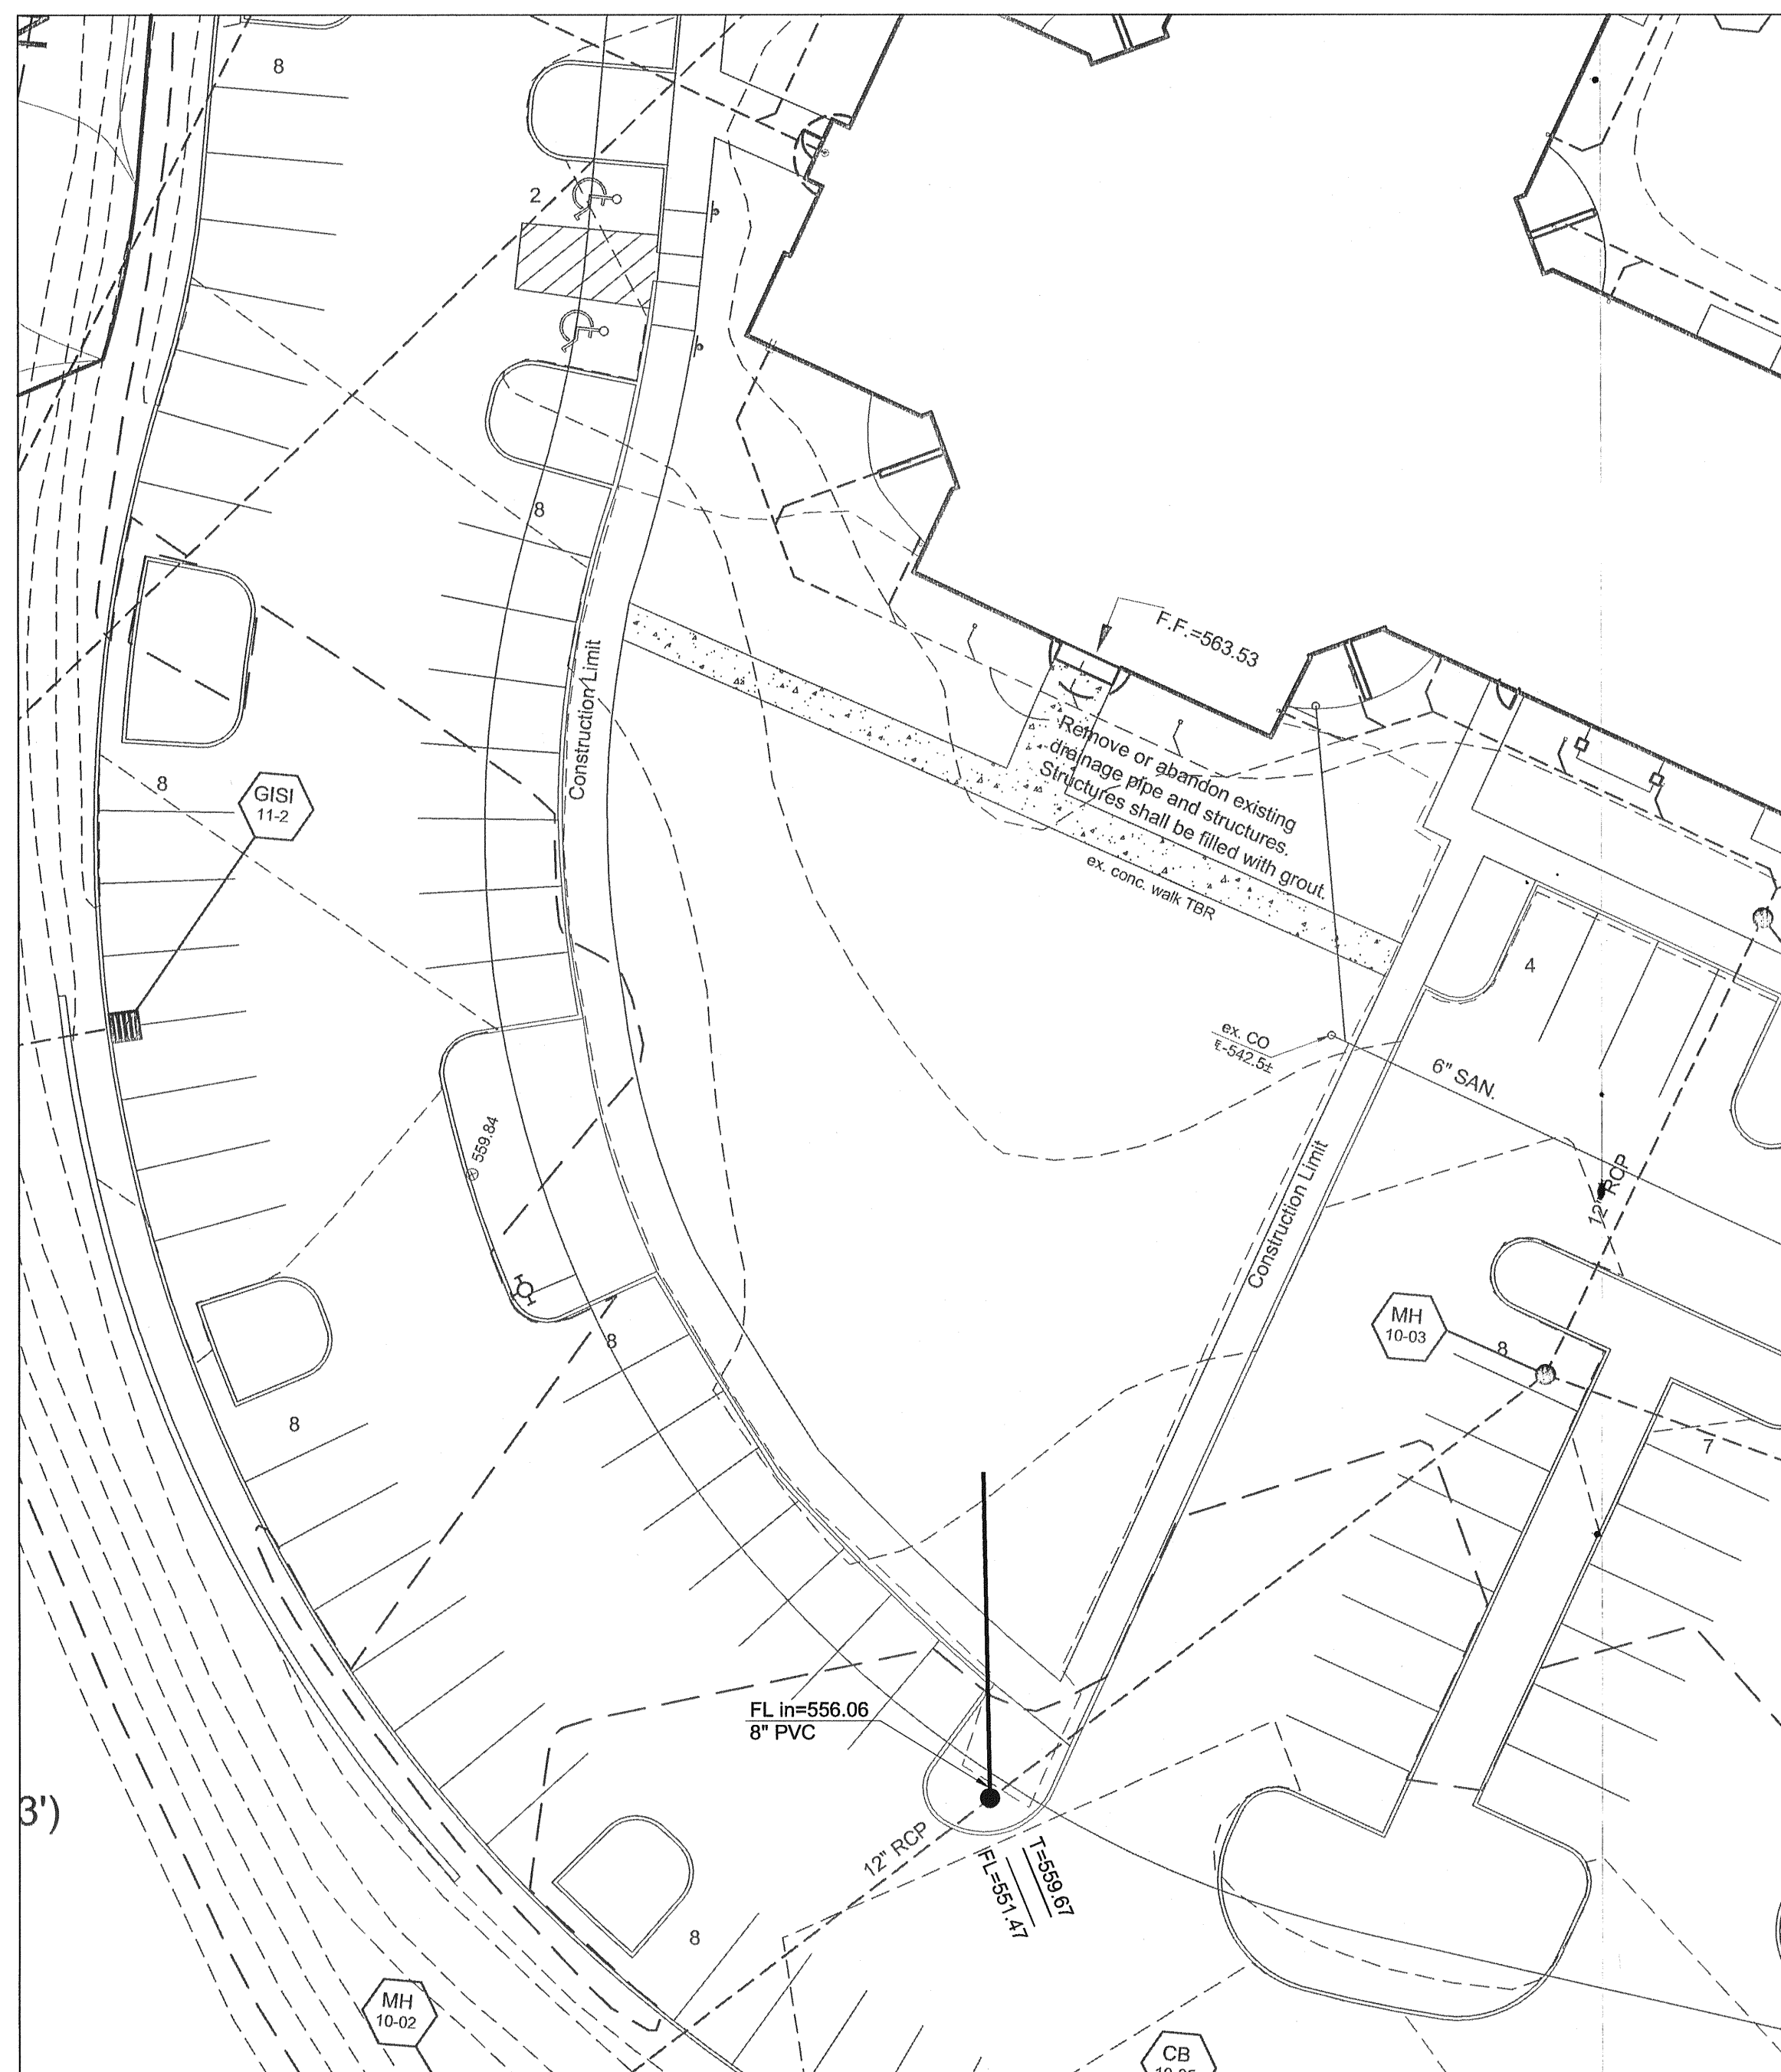 8
2
8
F.F.=563.53
Construction Limit
Remove or abandon existing
drainage pipe and structures.
Structures shall be filled with grout.
ex. conc. walk TBR
8
GISI
11-2
4
ex. CO
6" SAN.
559.84
12" RCP
Construction Limit
MH
10-03
8
8
7
8
FL in=556.06
8" PVC
3')
12" RCP
T=559.67
FL=551.47
8
MH
10-02
CB